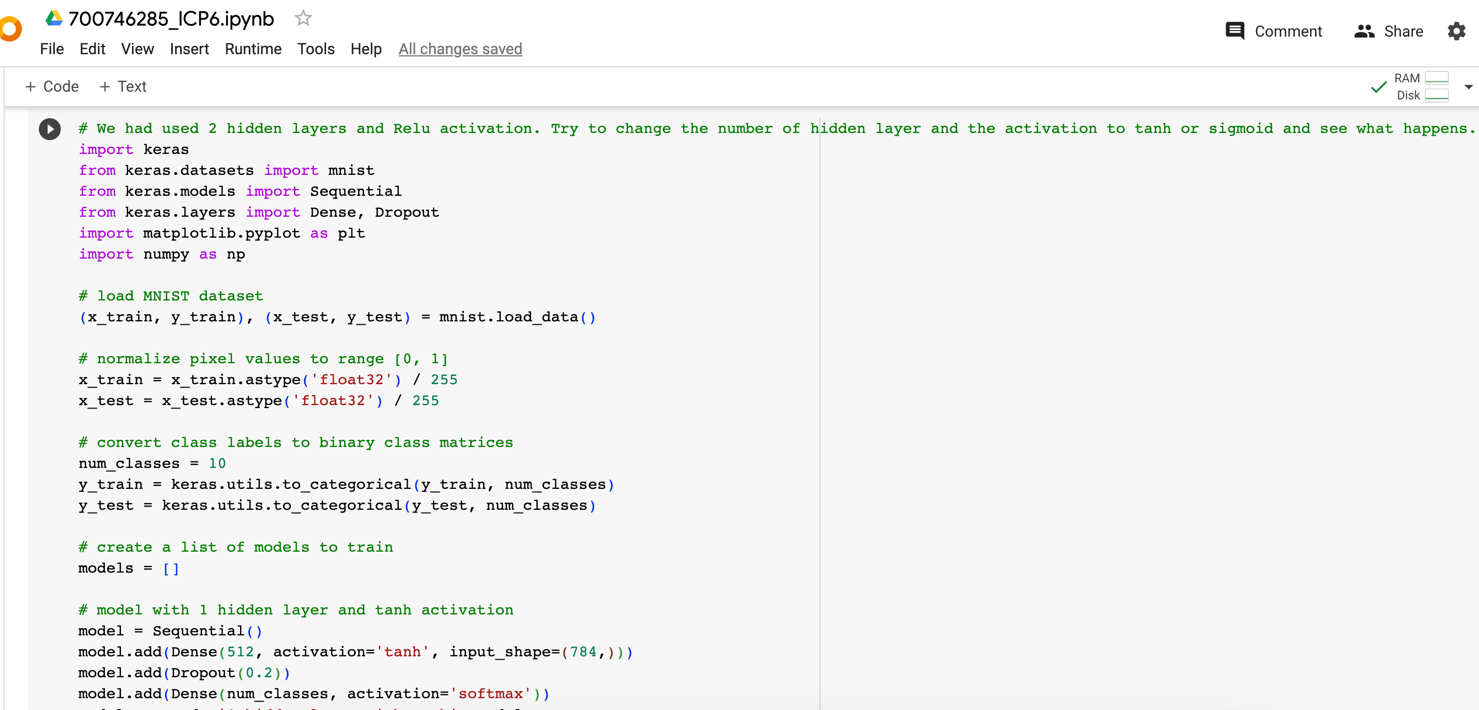 700746285_ICP6.ipynb
Comment
Share
File Edit View Insert Runtime Tools Help All changes saved
+ Code + Text
RAM
Disk
# We had used 2 hidden layers and Relu activation. Try to change the number of hidden layer and the activation to tanh or sigmoid and see what happens.
import keras
from keras.datasets import mnist
from keras.models import Sequential
from keras.layers import Dense, Dropout
import matplotlib.pyplot as plt
import numpy as np
# load MNIST dataset
(x_train, y_train), (x_test, y_test) = mnist.load_data()
# normalize pixel values to range [0, 1]
x_train = x_train.astype('float32') / 255
x_test = x_test.astype('float32') / 255
# convert class labels to binary class matrices
num_classes = 10
y_train = keras.utils.to_categorical(y_train, num_classes)
y_test = keras.utils.to_categorical(y_test, num_classes)
# create a list of models to train
models = []
# model with 1 hidden layer and tanh activation
model = Sequential()
model.add(Dense(512, activation='tanh', input_shape=(784,)))
model.add(Dropout(0.2))
model.add(Dense(num_classes, activation='softmax'))